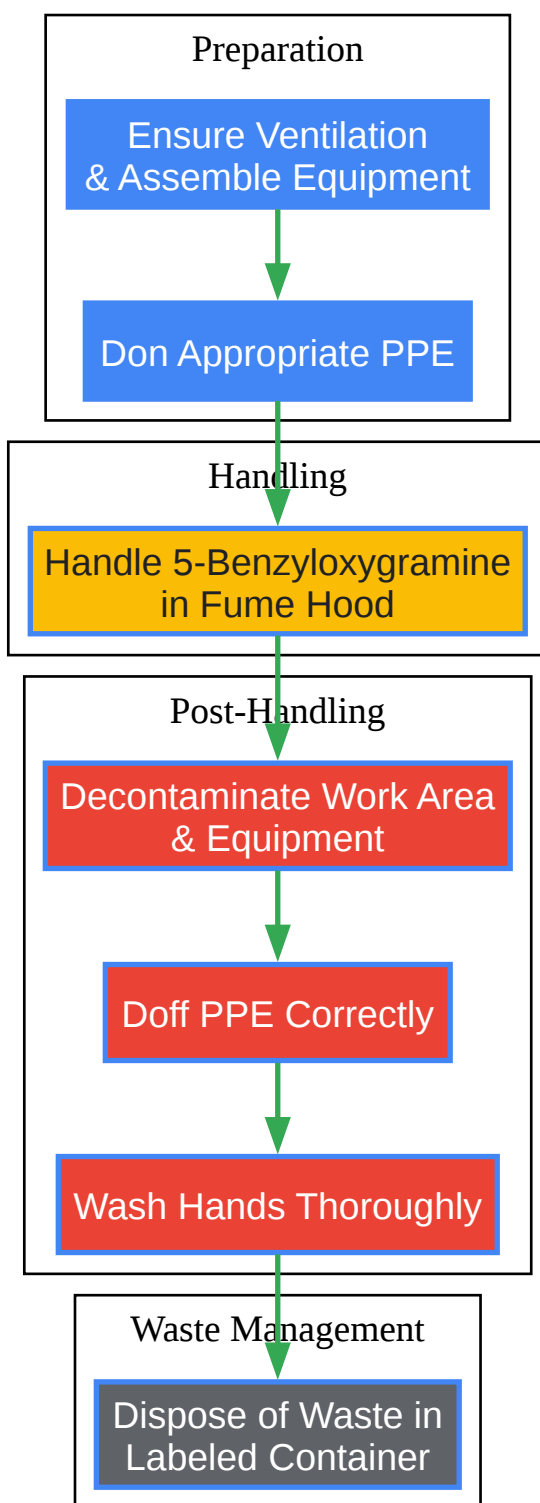 Preparation
Ensure Ventilation
& Assemble Equipment
Don Appropriate PPE
Handling
Handle 5-Benzyloxygramine
in Fume Hood
Post-Handling
Decontaminate Work Area
& Equipment
Doff PPE Correctly
Wash Hands Thoroughly
Waste Management
Dispose of Waste in
Labeled Container